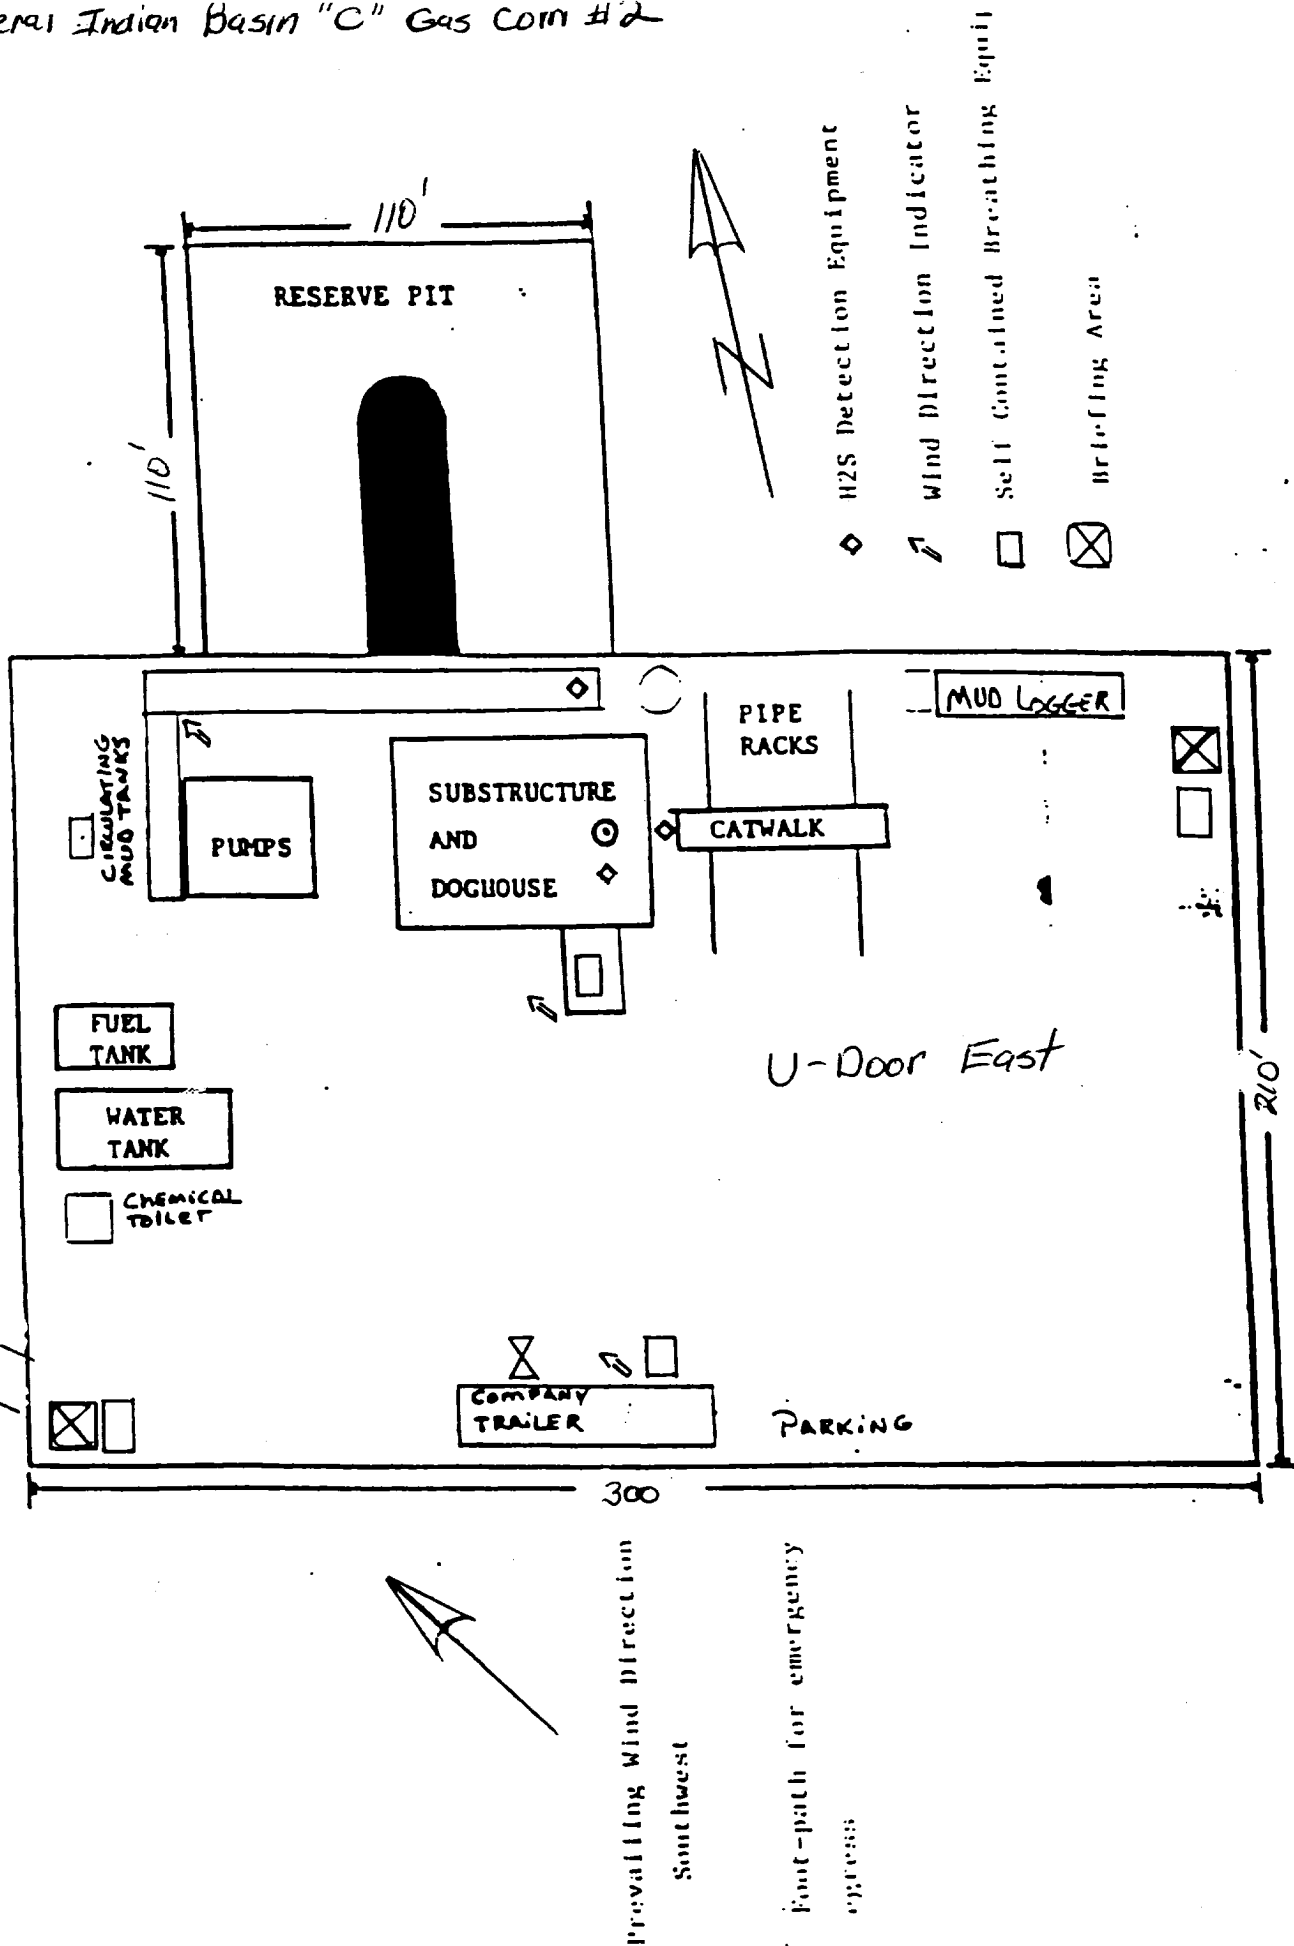 eral Indian Basin "C" Gas Com #2
110'
110'
RESERVE PIT
N
H2S Detection Equipment
Wind Direction Indicator
Self Contained Breathing Equi
Briefing Area
CIRCULATING
MUD TANKS
PUMPS
SUBSTRUCTURE
AND
DOGHOUSE
PIPE
RACKS
CATWALK
MUD LOGGER
FUEL
TANK
WATER
TANK
CHEMICAL
TOILET
U-Door East
210'
COMPANY
TRAILER
PARKING
300
Prevailing Wind Direction
Southwest
Foot-path for emergency
egress